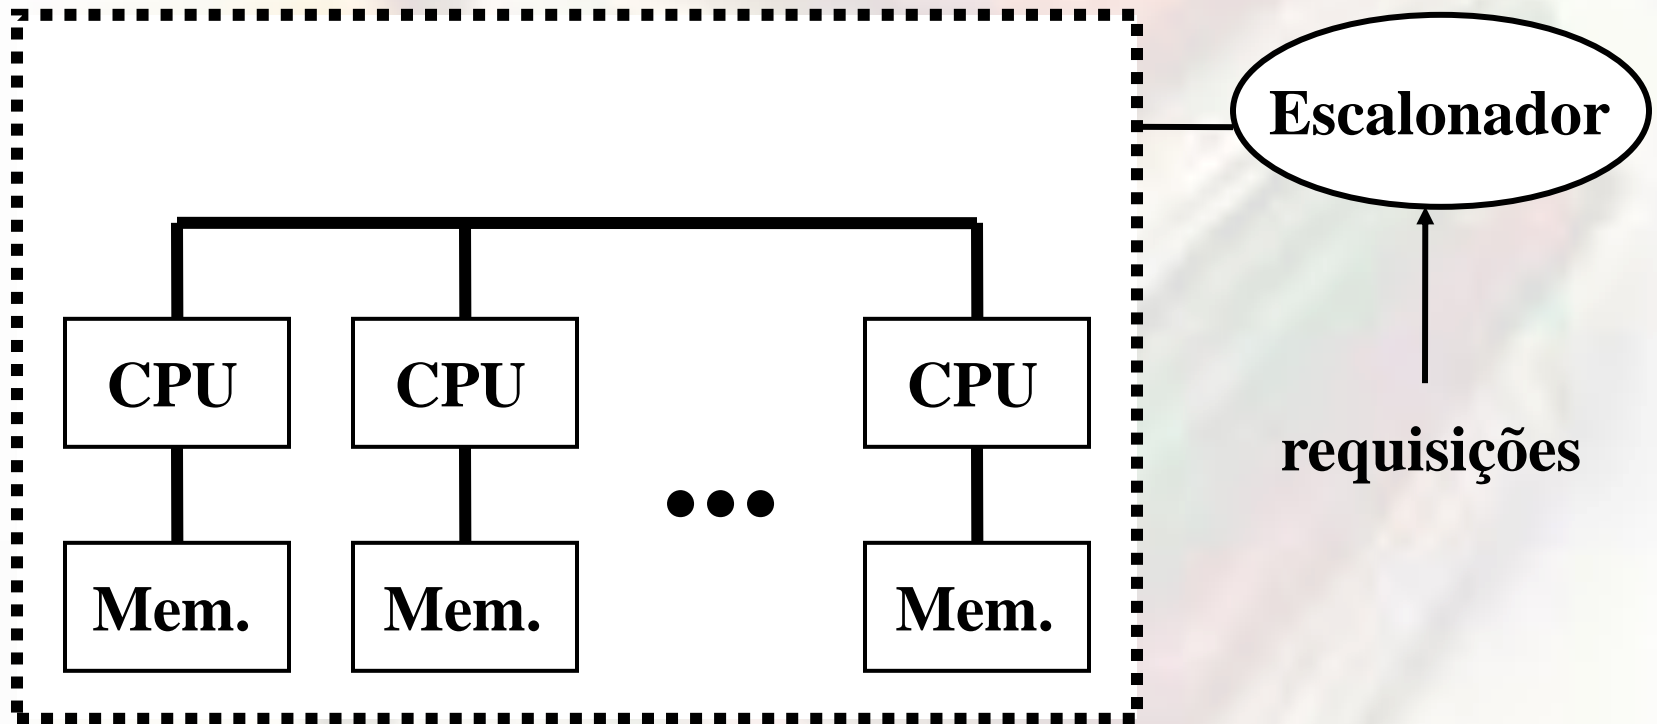 Escalonador
CPU
CPU
CPU
requisições
Mem.
Mem.
Mem.